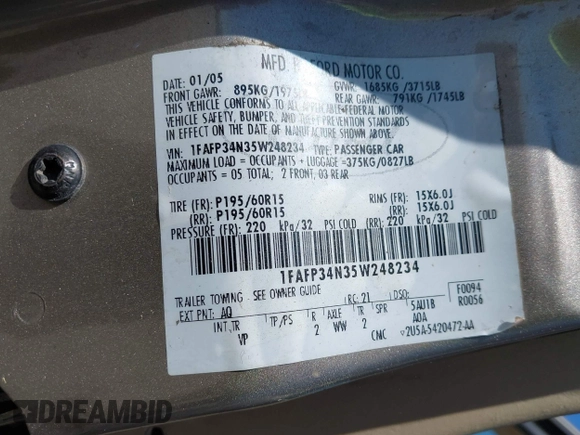 MFD. BY FORD MOTOR CO.
DATE: 01/05 GVWR: 1685KG /3715LB
FRONT GAWR: 895KG /1975LB REAR GAWR: 791KG /1745LB
THIS VEHICLE CONFORMS TO ALL APPLICABLE FEDERAL MOTOR
VEHICLE SAFETY, BUMPER, AND THEFT PREVENTION STANDARDS
IN EFFECT ON THE DATE OF MANUFACTURE SHOWN ABOVE.
VIN: 1FAFP34N35W248234 TYPE: PASSENGER CAR
MAXIMUM LOAD = OCCUPANTS + LUGGAGE =375KG/0827LB
OCCUPANTS = 05 TOTAL; 2 FRONT, 03 REAR
TIRE (FR): P195/60R15 RINS (FR): 15X6.0J
(RR): P195/60R15 (RR): 15X6.0J
PRESSURE (FR): 220 kPa/32 PSI COLD (RR): 220 kPa/32 PSI COLD
1FAFP34N35W248234
TRAILER TOWING - SEE OWNER GUIDE
EXT PNT: AQ RC: 21 DSO: F0094
INT.TR TP/PS R AXLE TR SPR 5AU1B R0056
VP 2 WW 2 AOA
CNC 2U5A-5420472-AA
DREAMBID